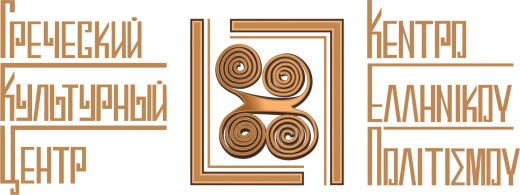 ГРЕЧЕСКИЙ
КУЛЬТУРНЫЙ
ЦЕНТР
ΚΕΝΤΡΟ
ΕΛΛΗΝΙΚΟΥ
ΠΟΛΙΤΙΣΜΟΥ